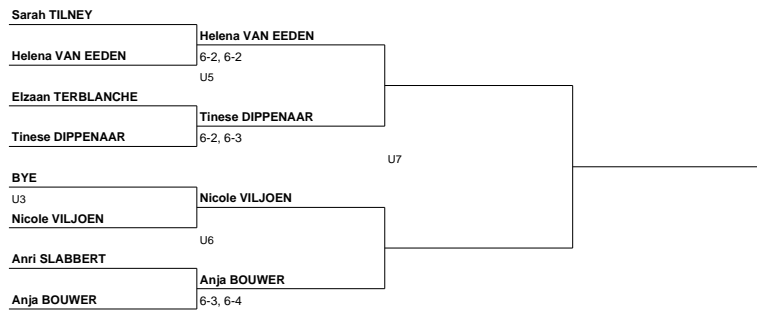 Sarah TILNEY
Helena VAN EEDEN
Helena VAN EEDEN
6-2, 6-2
U5
Elzaan TERBLANCHE
Tinese DIPPENAAR
Tinese DIPPENAAR
6-2, 6-3
U7
BYE
U3
Nicole VILJOEN
Nicole VILJOEN
U6
Anri SLABBERT
Anja BOUWER
Anja BOUWER
6-3, 6-4